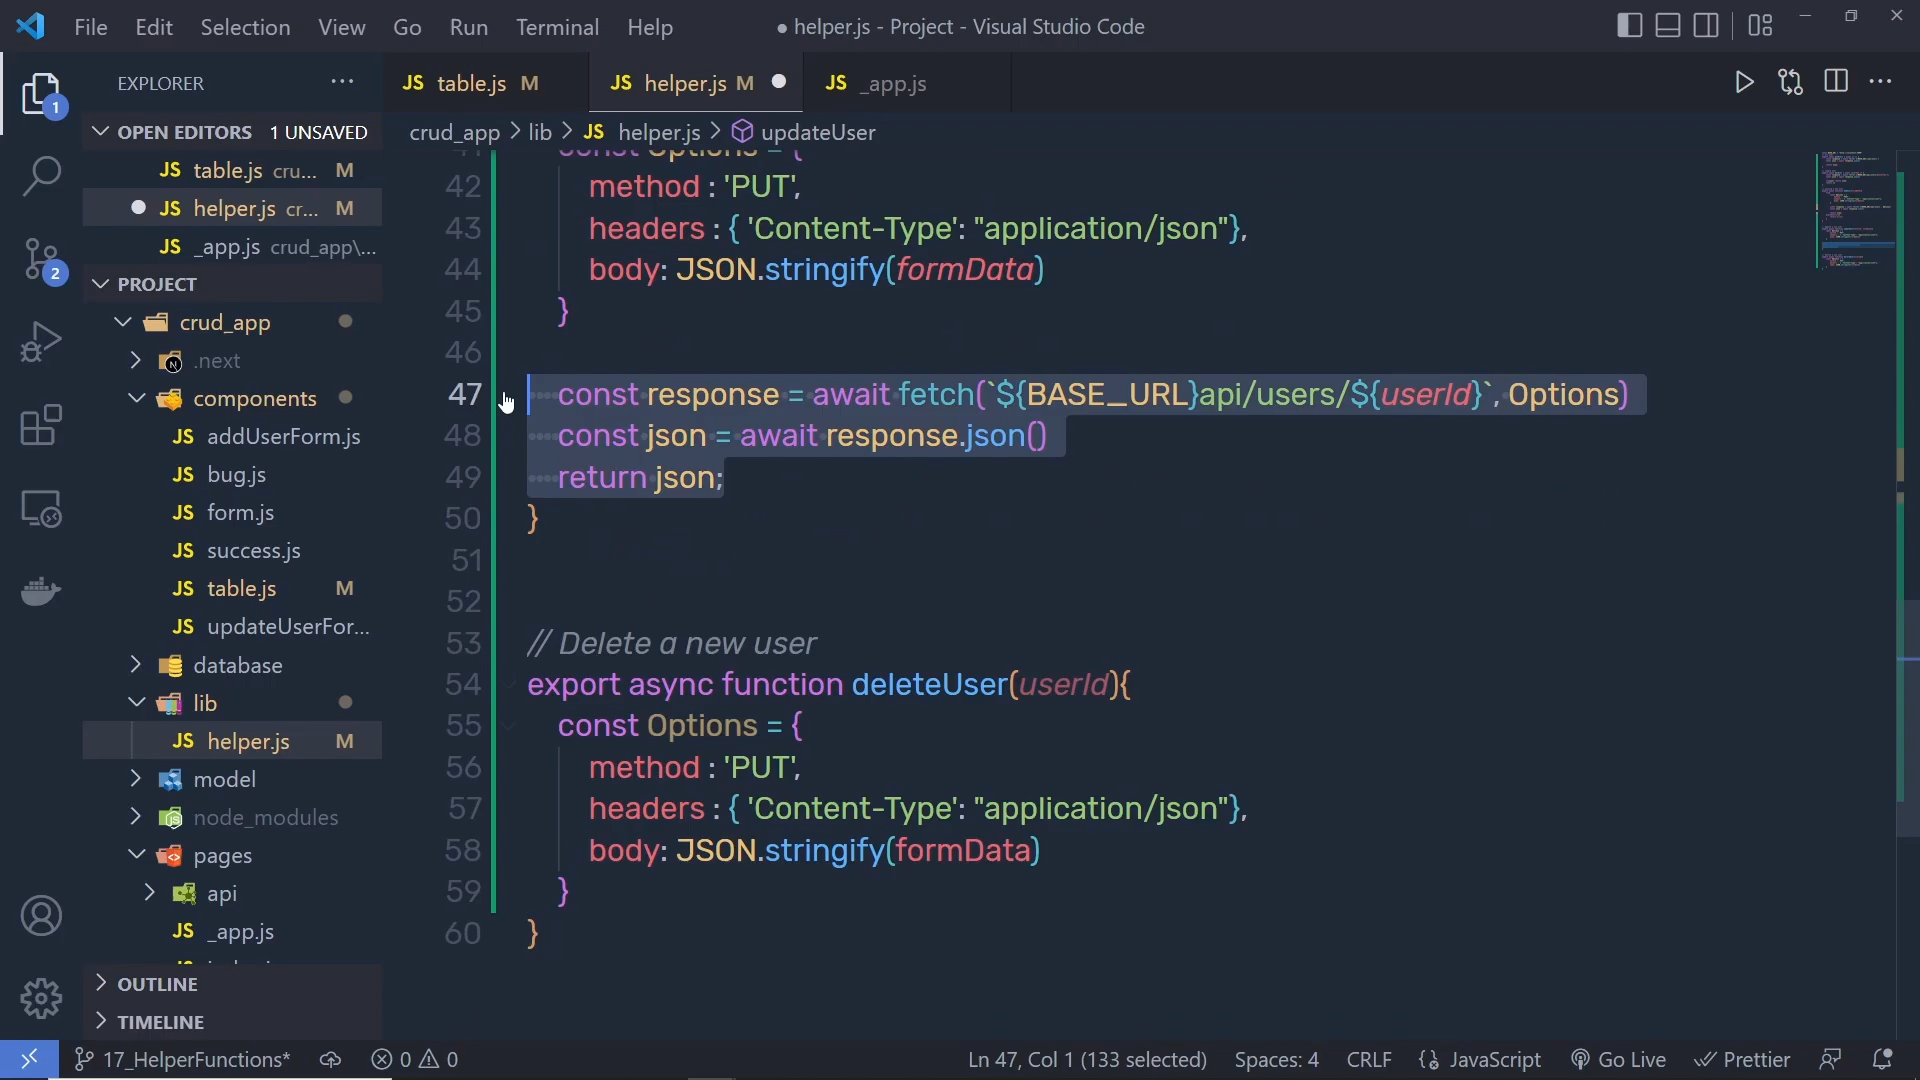 File Edit Selection View Go Run Terminal Help
● helper.js - Project - Visual Studio Code
EXPLORER ···
JS table.js M
JS helper.js M
JS _app.js
OPEN EDITORS 1 UNSAVED
crud_app > lib > JS helper.js > updateUser
JS table.js cru... M
JS helper.js cr... M
JS _app.js crud_app\...
PROJECT
crud_app
.next
components
JS addUserForm.js
JS bug.js
JS form.js
JS success.js
JS table.js M
JS updateUserFor...
database
lib
JS helper.js M
model
node_modules
pages
api
JS _app.js
OUTLINE
TIMELINE
1
2
41 const Options = {
42 method : 'PUT',
43 headers : { 'Content-Type': "application/json"},
44 body: JSON.stringify(formData)
45 }
46
47 const response = await fetch(`${BASE_URL}api/users/${userId}`, Options)
48 const json = await response.json()
49 return json;
50 }
51
52
53 // Delete a new user
54 export async function deleteUser(userId){
55 const Options = {
56 method : 'PUT',
57 headers : { 'Content-Type': "application/json"},
58 body: JSON.stringify(formData)
59 }
60 }
17_HelperFunctions* 0 0
Ln 47, Col 1 (133 selected) Spaces: 4 CRLF {} JavaScript Go Live Prettier